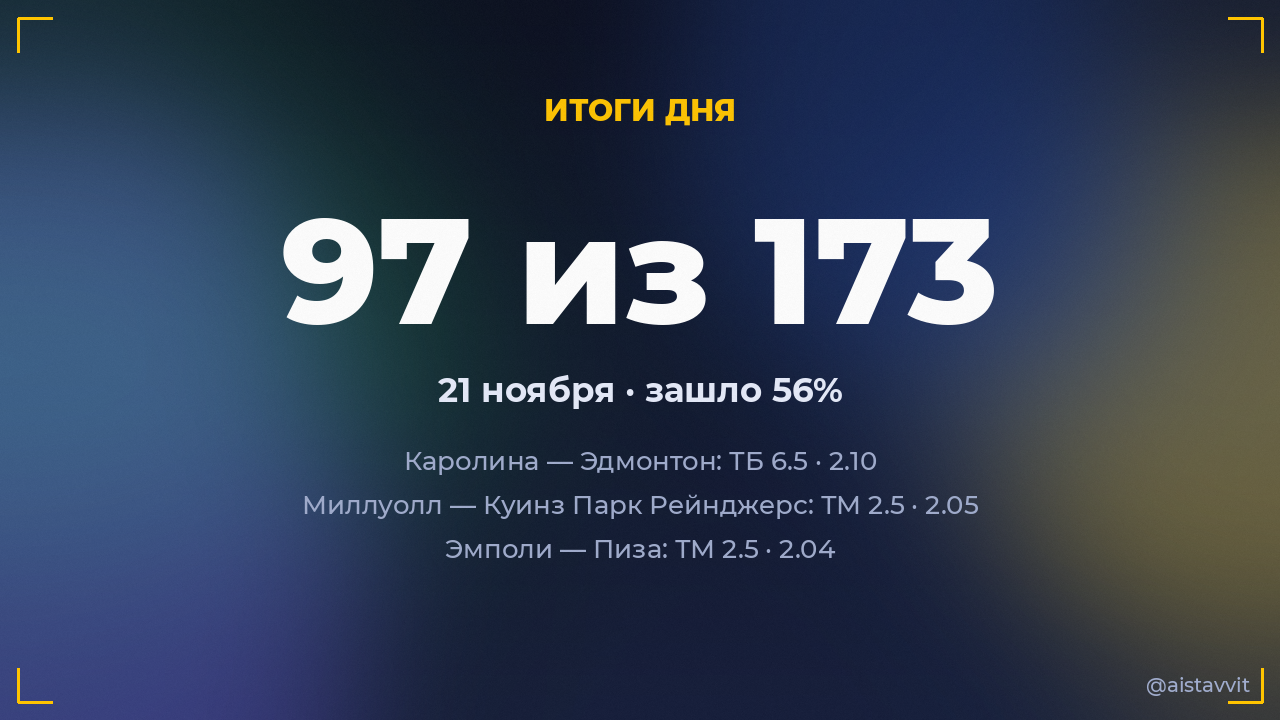 ИТОГИ ДНЯ
97 из 173
21 ноября · зашло 56%
Каролина — Эдмонтон: ТБ 6.5 · 2.10
Миллуолл — Куинз Парк Рейнджерс: ТМ 2.5 · 2.05
Эмполи — Пиза: ТМ 2.5 · 2.04
@aistavvit